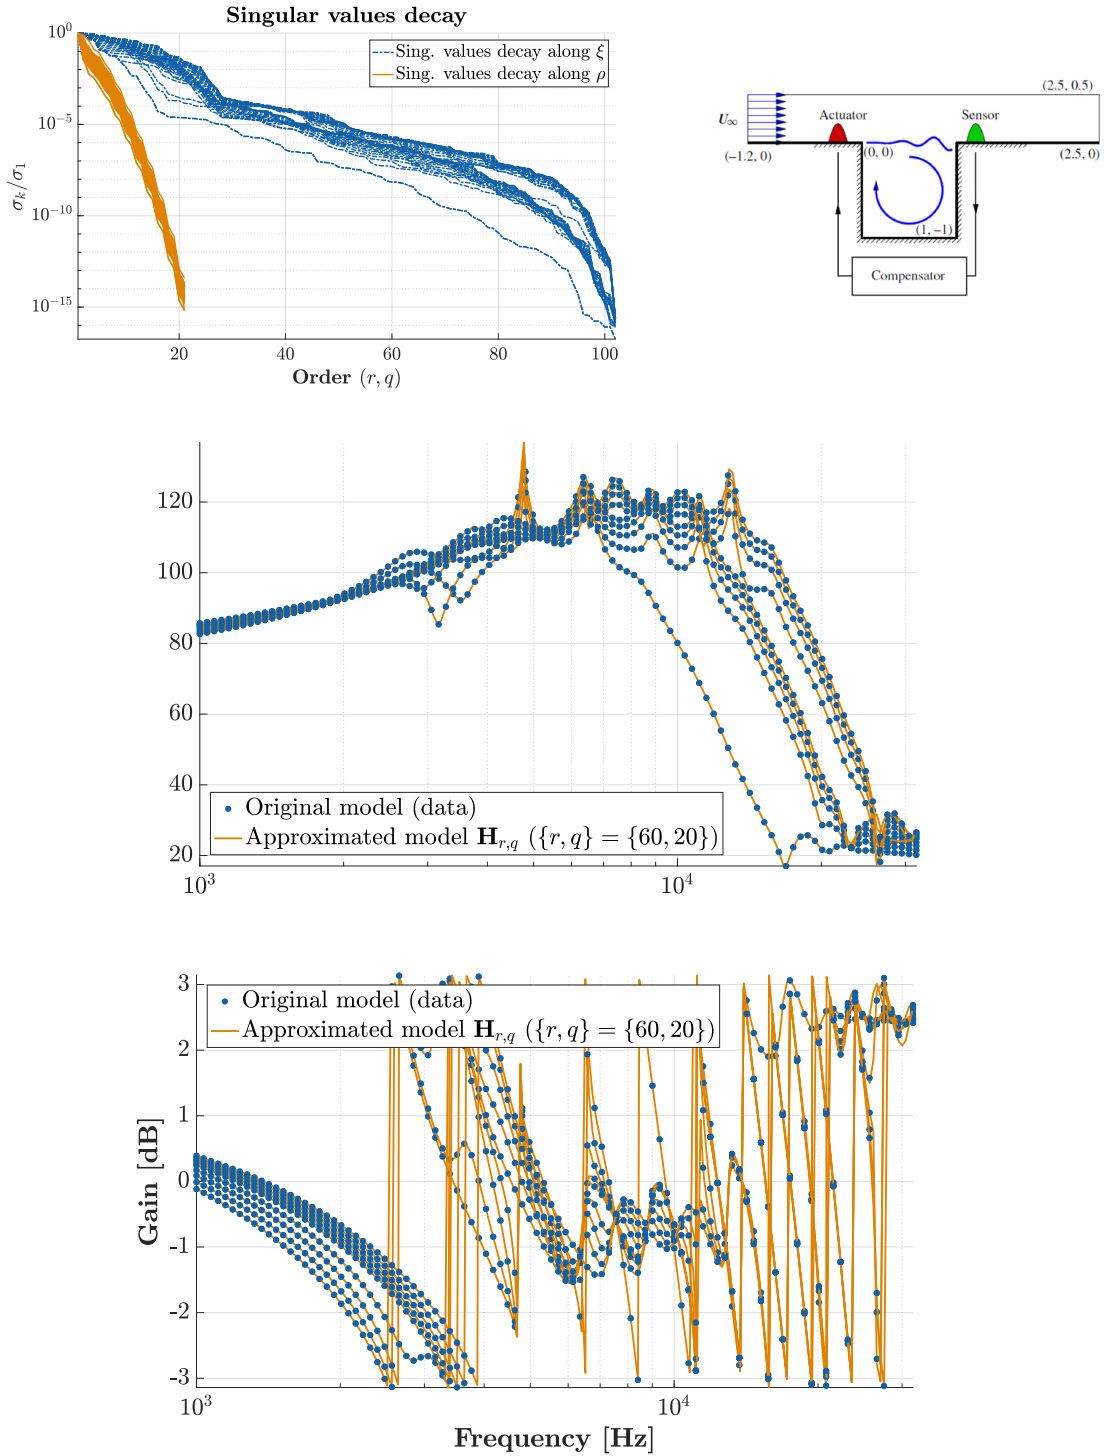 Singular values decay
10^0
10^-5
10^-10
10^-15
σ_k/σ_1
Sing. values decay along ξ
Sing. values decay along ρ
20
40
60
80
100
Order (r, q)
(2.5, 0.5)
U_∞
Actuator
Sensor
(−1.2, 0)
(0, 0)
(2.5, 0)
(1, −1)
Compensator
120
100
80
60
40
20
Original model (data)
Approximated model H_r,q ({r, q} = {60, 20})
10^3
10^4
3
2
1
0
-1
-2
-3
Gain [dB]
Original model (data)
Approximated model H_r,q ({r, q} = {60, 20})
10^3
10^4
Frequency [Hz]